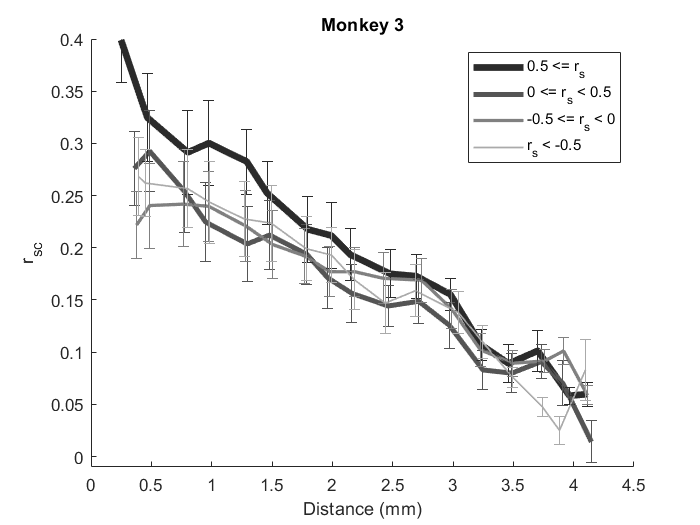 Monkey 3
0.5 <= rs
0 <= rs < 0.5
-0.5 <= rs < 0
rs < -0.5
rsc
0.4
0.35
0.3
0.25
0.2
0.15
0.1
0.05
0
0 0.5 1 1.5 2 2.5 3 3.5 4 4.5
Distance (mm)